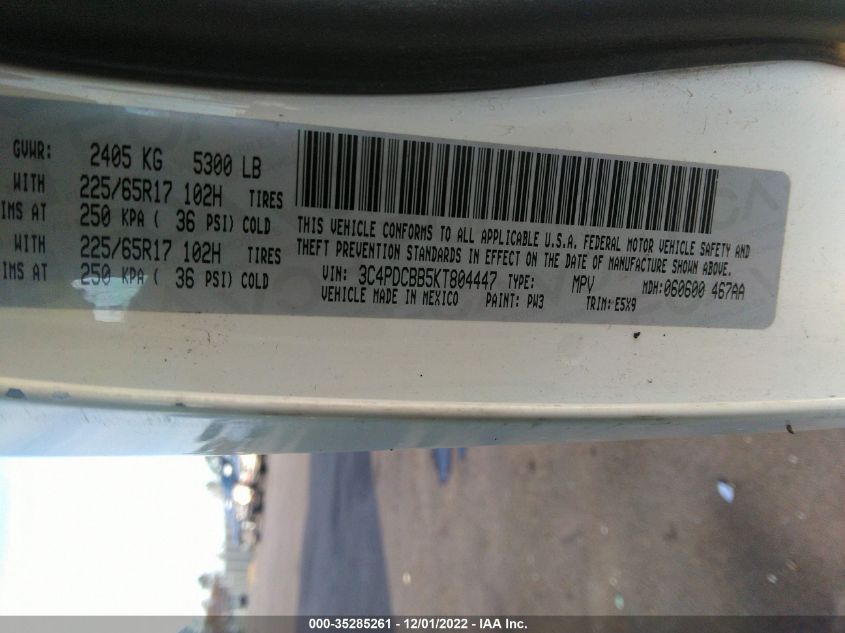 GVWR: 2405 KG 5300 LB
WITH 225/65R17 102H TIRES
IMS AT 250 KPA ( 36 PSI) COLD
WITH 225/65R17 102H TIRES
IMS AT 250 KPA ( 36 PSI) COLD
THIS VEHICLE CONFORMS TO ALL APPLICABLE U.S.A. FEDERAL MOTOR VEHICLE SAFETY AND
THEFT PREVENTION STANDARDS IN EFFECT ON THE DATE OF MANUFACTURE SHOWN ABOVE.
VIN: 3C4PDCBB5KT804447 TYPE: MPV MDH:060600 467AA
VEHICLE MADE IN MEXICO PAINT: PW3 TRIM: E5X9
000-35285261 - 12/01/2022 - IAA Inc.